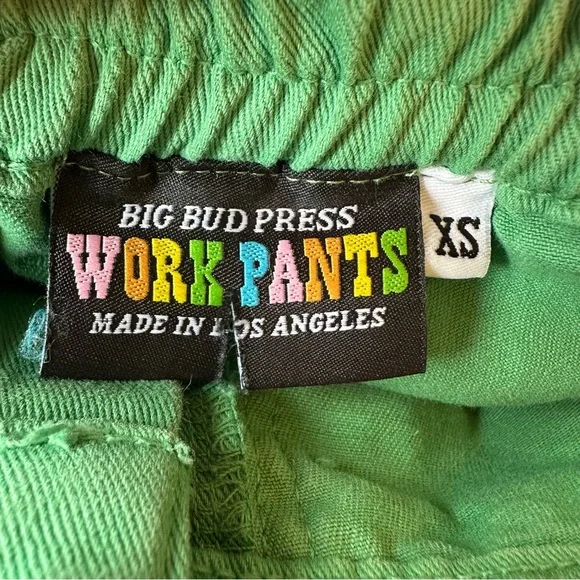 BIG BUD PRESS
WORK PANTS
MADE IN LOS ANGELES
XS